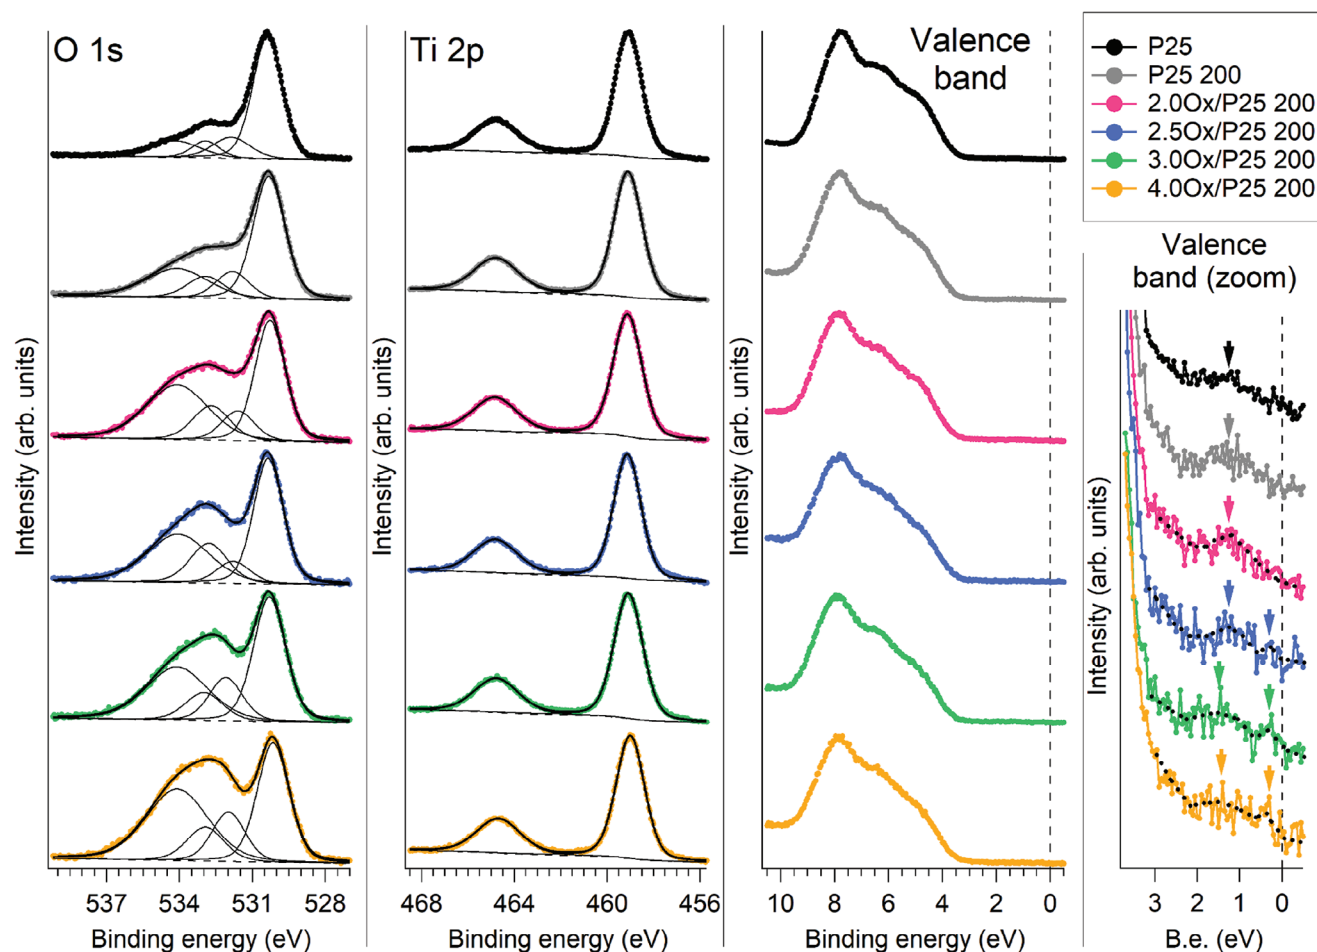 O 1s
Intensity (arb. units)
537
534
531
528
Binding energy (eV)
Ti 2p
Intensity (arb. units)
468
464
460
456
Binding energy (eV)
Valence
band
10
8
6
4
2
0
Binding energy (eV)
P25
P25 200
2.0Ox/P25 200
2.5Ox/P25 200
3.0Ox/P25 200
4.0Ox/P25 200
Valence
band (zoom)
Intensity (arb. units)
3
2
1
0
B.e. (eV)